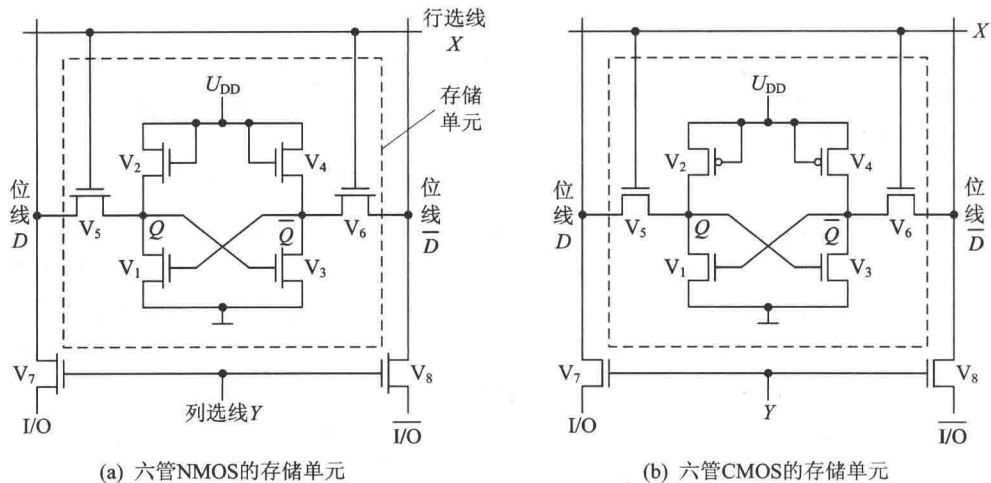 行选线
X
U_DD
存储
单元
V₂
V₄
位
线
D
V₅
Q
Q̅
V₆
位
线
D̅
V₁
V₃
V₇
V₈
列选线Y
I/O
I̅/̅O̅
(a) 六管NMOS的存储单元
X
U_DD
V₂
V₄
位
线
D
V₅
Q
Q̅
V₆
位
线
D̅
V₁
V₃
V₇
V₈
Y
I/O
I̅/̅O̅
(b) 六管CMOS的存储单元